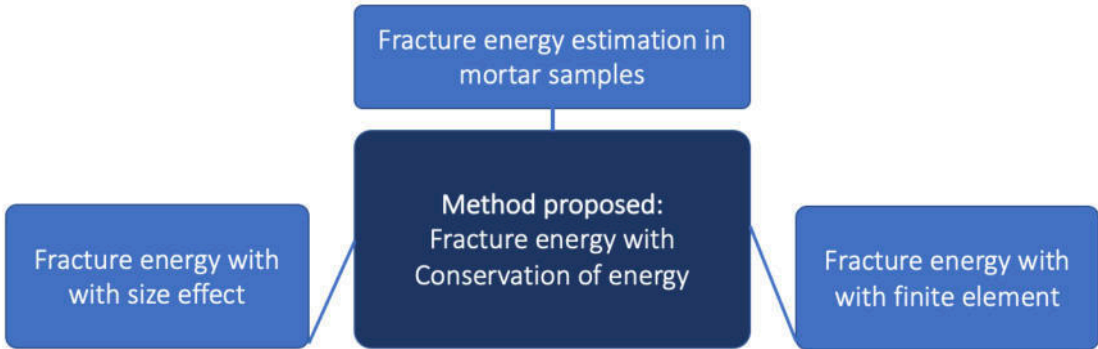 Fracture energy estimation in
mortar samples
Method proposed:
Fracture energy with
Conservation of energy
Fracture energy with
with size effect
Fracture energy with
with finite element